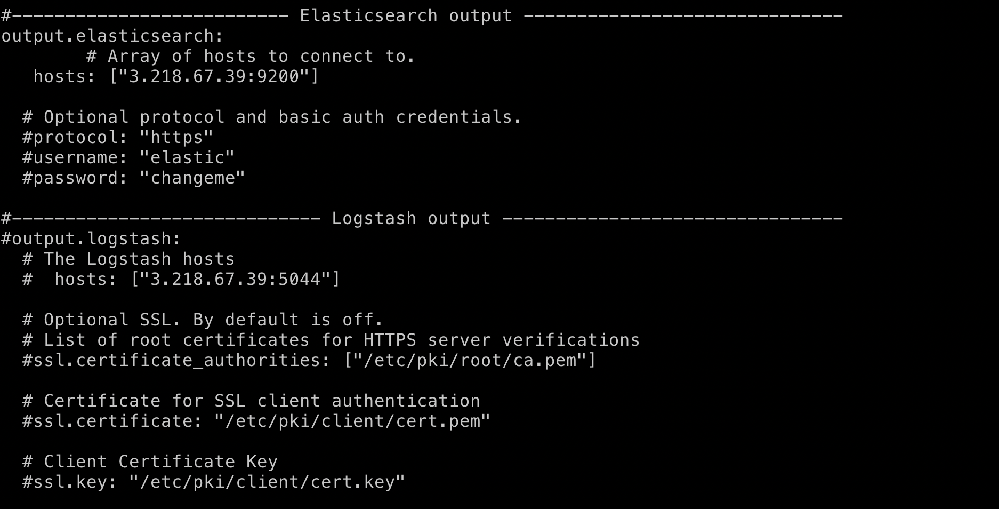 #-------------------------- Elasticsearch output ------------------------------
output.elasticsearch:
        # Array of hosts to connect to.
   hosts: ["3.218.67.39:9200"]

  # Optional protocol and basic auth credentials.
  #protocol: "https"
  #username: "elastic"
  #password: "changeme"

#----------------------------- Logstash output --------------------------------
#output.logstash:
  # The Logstash hosts
  #  hosts: ["3.218.67.39:5044"]

  # Optional SSL. By default is off.
  # List of root certificates for HTTPS server verifications
  #ssl.certificate_authorities: ["/etc/pki/root/ca.pem"]

  # Certificate for SSL client authentication
  #ssl.certificate: "/etc/pki/client/cert.pem"

  # Client Certificate Key
  #ssl.key: "/etc/pki/client/cert.key"